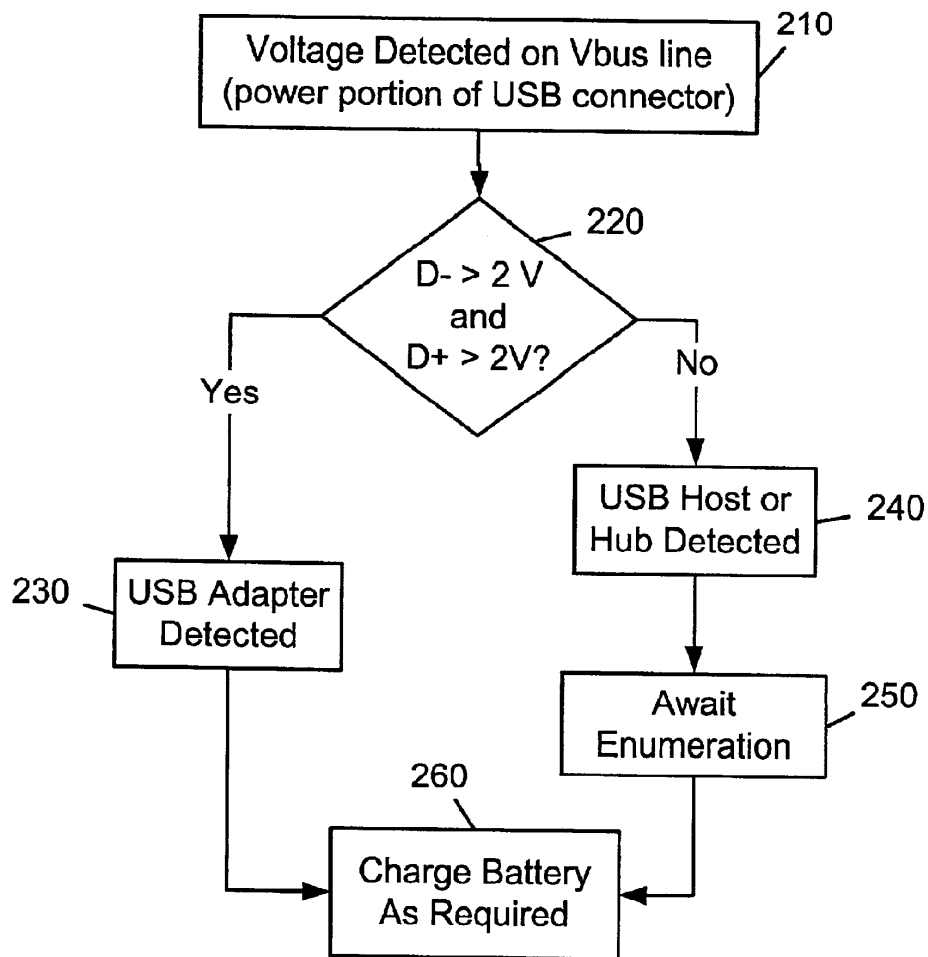 210
Voltage Detected on Vbus line
(power portion of USB connector)
220
D- > 2 V
and
D+ > 2V?
Yes
No
USB Host or
Hub Detected
240
230
USB Adapter
Detected
Await
Enumeration
250
260
Charge Battery
As Required